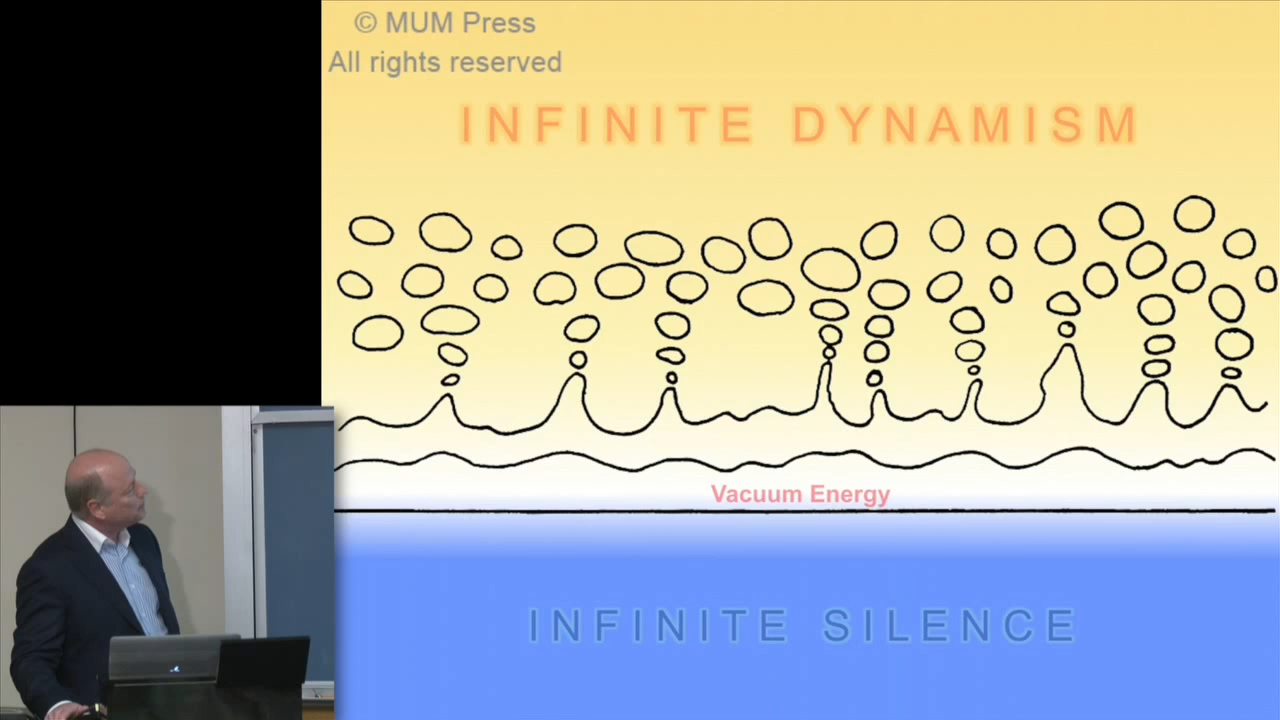 © MUM Press
All rights reserved
INFINITE DYNAMISM
Vacuum Energy
INFINITE SILENCE